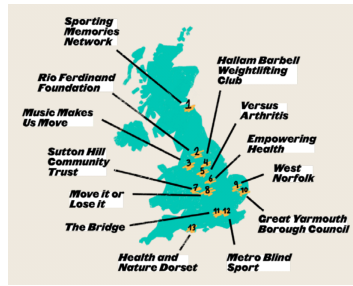 Sporting
Memories
Network
Hallam Barbell
Weightlifting
Club
Rio Ferdinand
Foundation
Versus
Arthritis
Music Makes
Us Move
Empowering
Health
Sutton Hill
Community
Trust
West
Norfolk
Move it or
Lose it
Great Yarmouth
Borough Council
The Bridge
Health and
Nature Dorset
Metro Blind
Sport
1
2
3
4
5
6
7
8
9
10
11
12
13